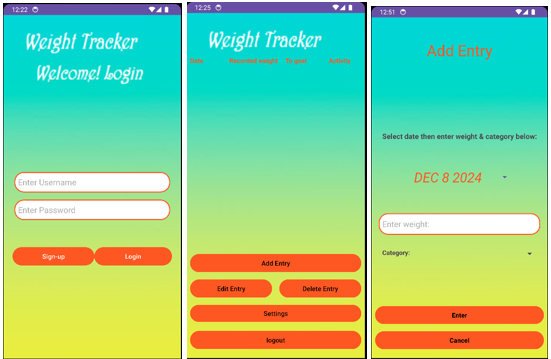 12:22
Weight Tracker
Welcome! Login
Enter Username
Enter Password
Sign-up Login
12:25
Weight Tracker
Date Recorded weight To goal Activity
Add Entry
Edit Entry Delete Entry
Settings
logout
12:51
Add Entry
Select date then enter weight & category below:
DEC 8 2024
Enter weight:
Category:
Enter
Cancel